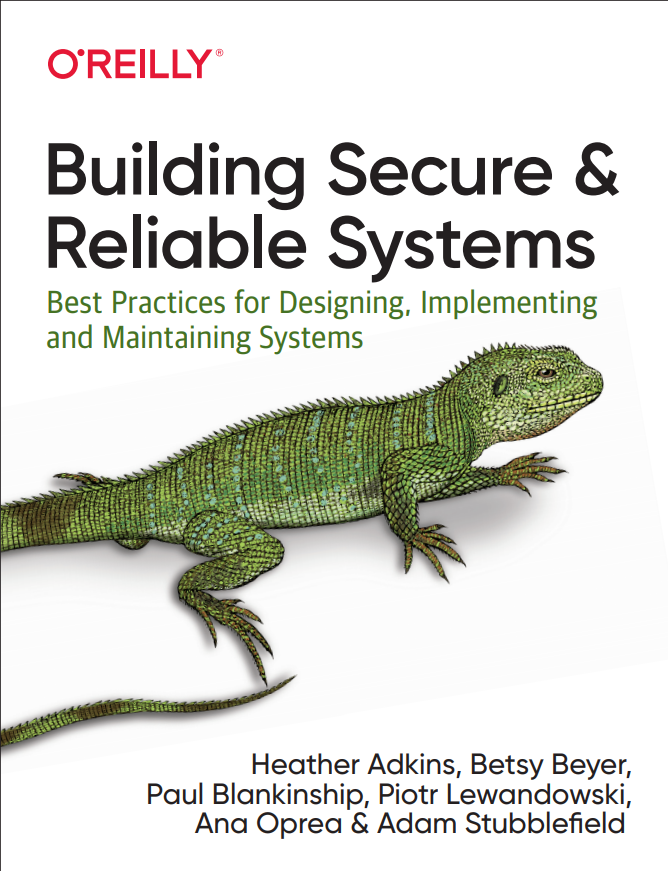 O'REILLY®
Building Secure &
Reliable Systems
Best Practices for Designing, Implementing
and Maintaining Systems
Heather Adkins, Betsy Beyer,
Paul Blankinship, Piotr Lewandowski,
Ana Oprea & Adam Stubblefield